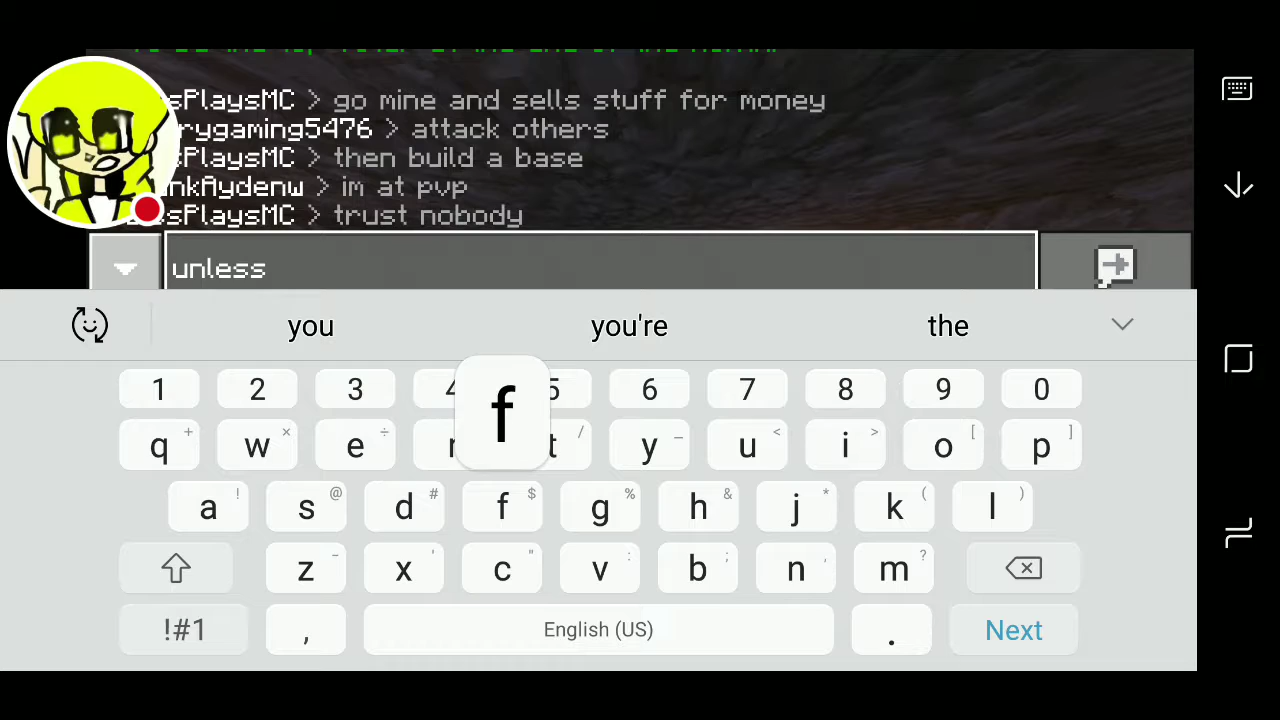 sPlaysMC > go mine and sells stuff for money
rygaming5476 > attack others
sPlaysMC > then build a base
nkAydenw > im at pvp
sPlaysMC > trust nobody
unless
you you're the
1 2 3 4 5 6 7 8 9 0
f
q + w × e ÷ r t / y _ u < i > o [ p ]
a ! s @ d # f $ g % h & j * k ( l )
z - x ' c " v : b ; n , m ?
!#1 , English (US) . Next